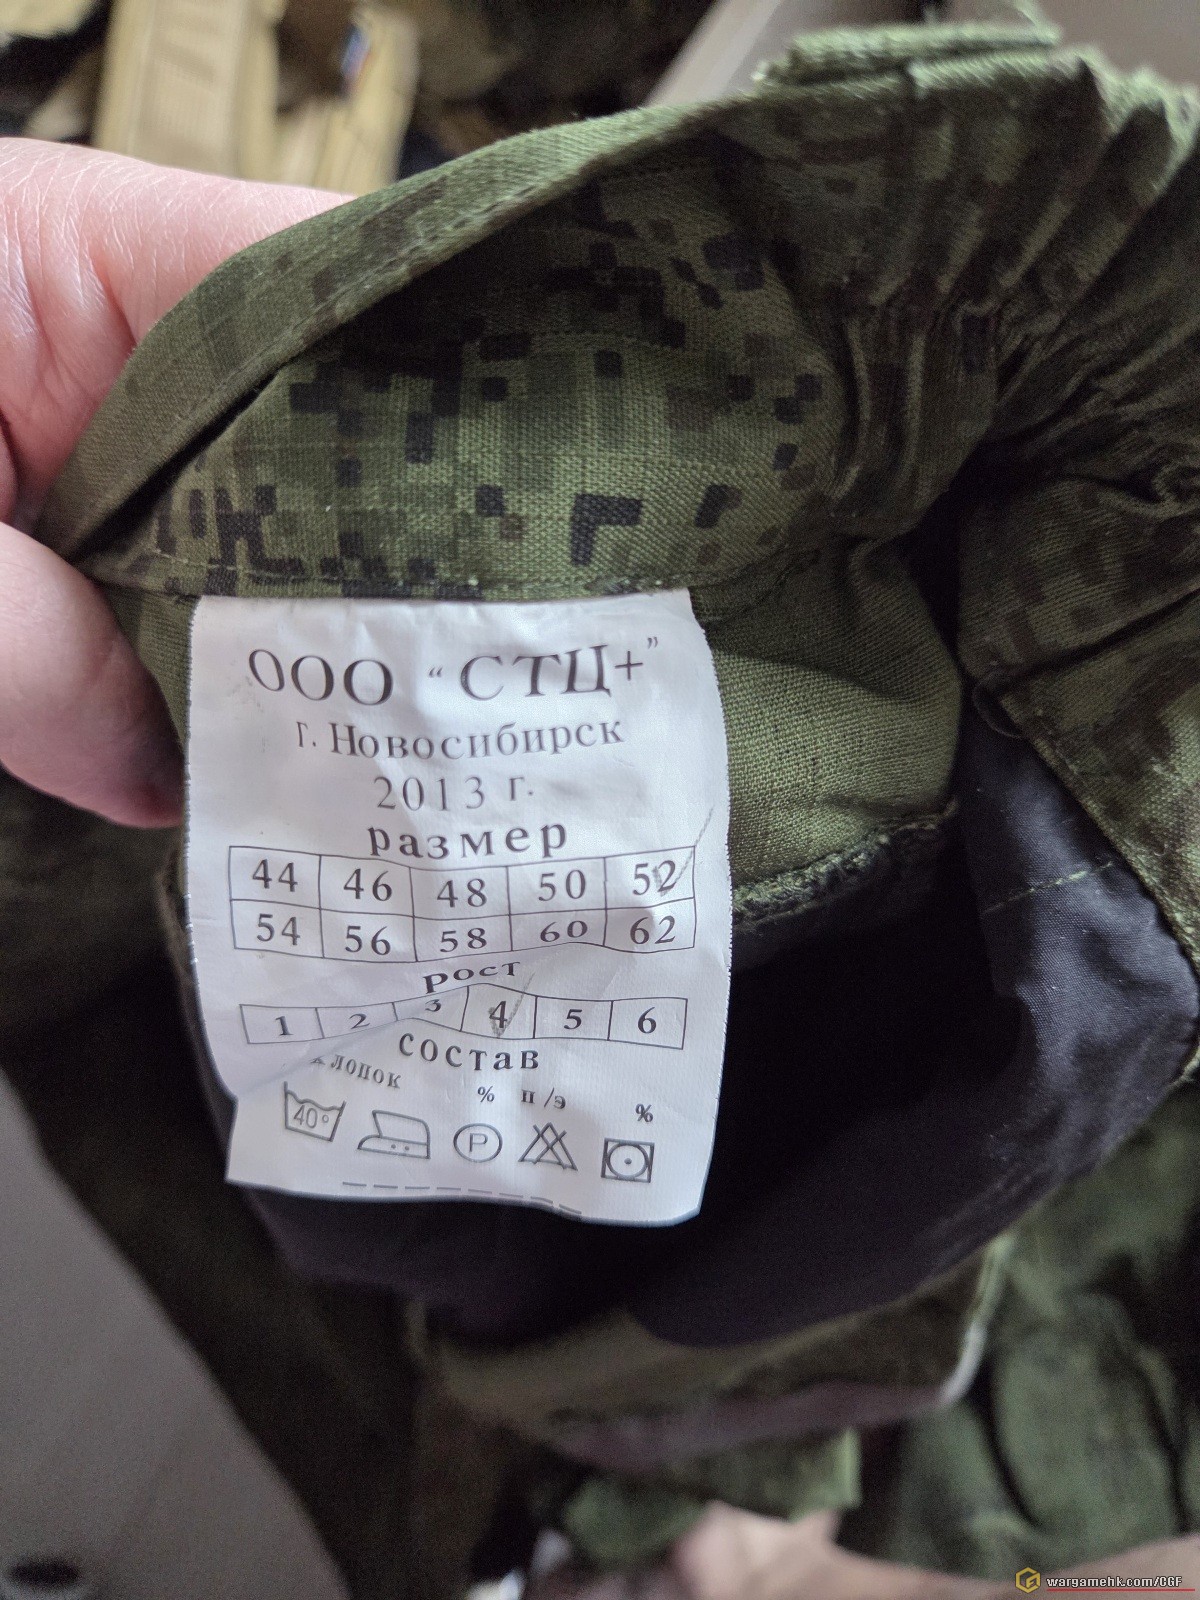 ООО “СТЦ+”
г. Новосибирск
2013 г.
размер
44 46 48 50 52
54 56 58 60 62
рост
1 2 3 4 5 6
состав
хлопок % п/э %
40° P
wargamehk.com/CGF